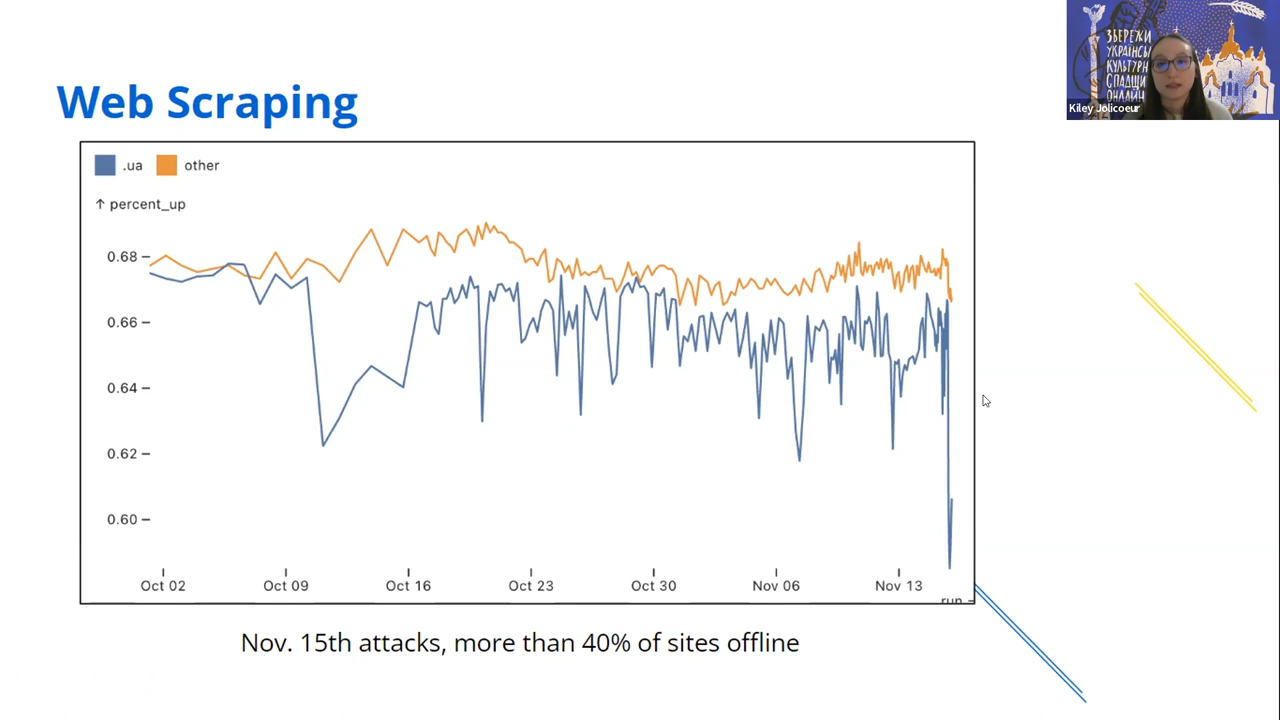 Web Scraping
ЗБЕРЕЖИ
УКРАЇНСЬ
КУЛЬТУРН
СПАДЩИ
ОНЛАЙН
Kiley Jolicoeur
.ua other
↑ percent_up
0.68
0.66
0.64
0.62
0.60
Oct 02 Oct 09 Oct 16 Oct 23 Oct 30 Nov 06 Nov 13
run
Nov. 15th attacks, more than 40% of sites offline